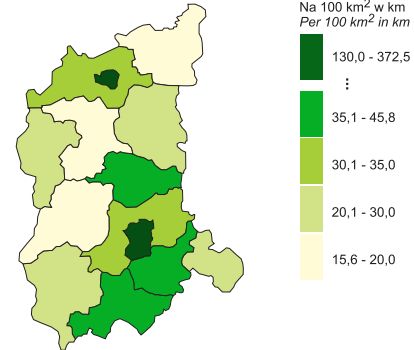 Na 100 km² w km
Per 100 km² in km
130,0 - 372,5
35,1 - 45,8
30,1 - 35,0
20,1 - 30,0
15,6 - 20,0